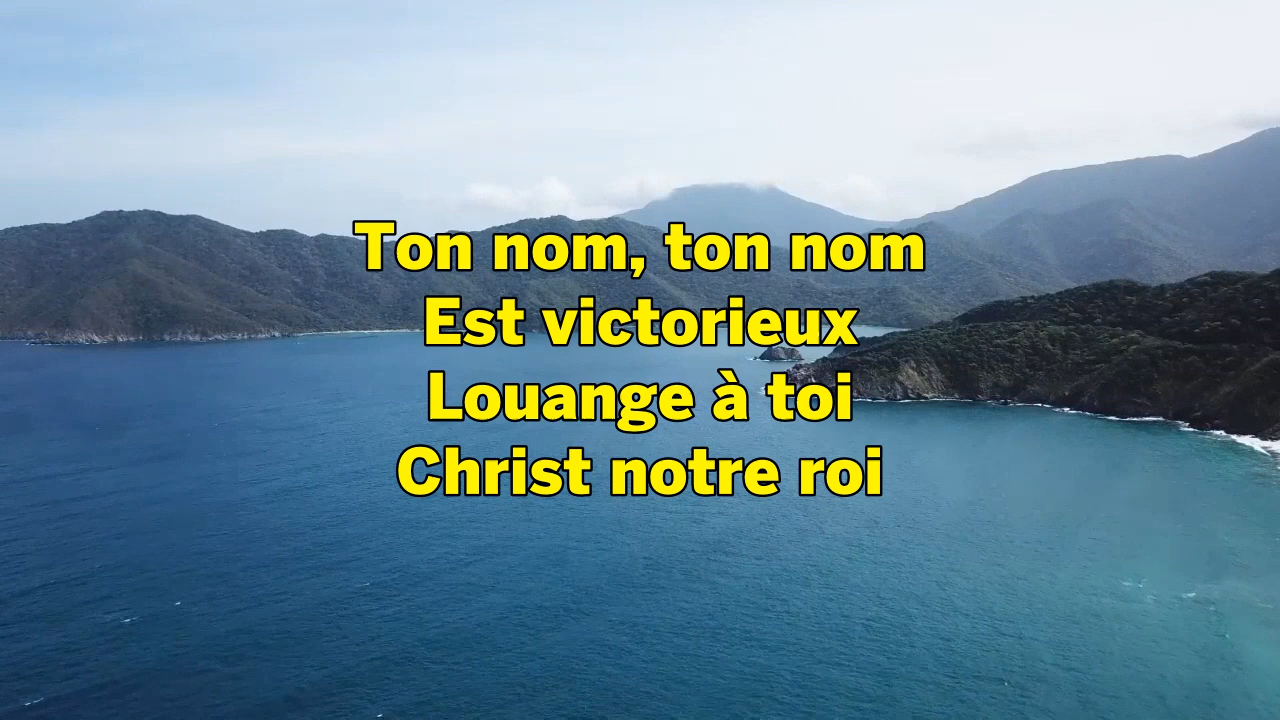 Ton nom, ton nom
Est victorieux
Louange à toi
Christ notre roi